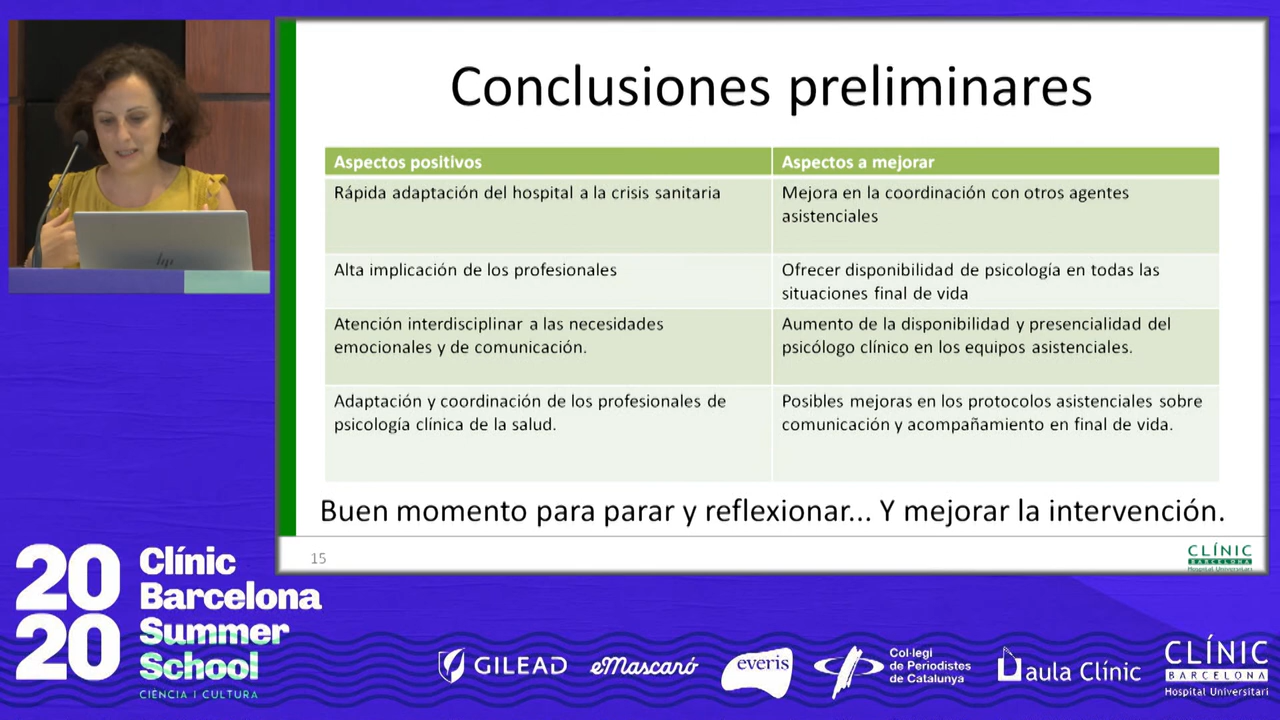 Conclusiones preliminares
Aspectos positivos
Aspectos a mejorar
Rápida adaptación del hospital a la crisis sanitaria
Mejora en la coordinación con otros agentes
asistenciales
Alta implicación de los profesionales
Ofrecer disponibilidad de psicología en todas las
situaciones final de vida
Atención interdisciplinar a las necesidades
emocionales y de comunicación.
Aumento de la disponibilidad y presencialidad del
psicólogo clínico en los equipos asistenciales.
Adaptación y coordinación de los profesionales de
psicología clínica de la salud.
Posibles mejoras en los protocolos asistenciales sobre
comunicación y acompañamiento en final de vida.
Buen momento para parar y reflexionar... Y mejorar la intervención.
15
CLÍNIC
BARCELONA
Hospital Universitari
hp
20
20
Clínic
Barcelona
Summer
School
CIÈNCIA I CULTURA
GILEAD
eMascaró
everis
Col·legi
de Periodistes
de Catalunya
aula Clínic
CLÍNIC
BARCELONA
Hospital Universitari